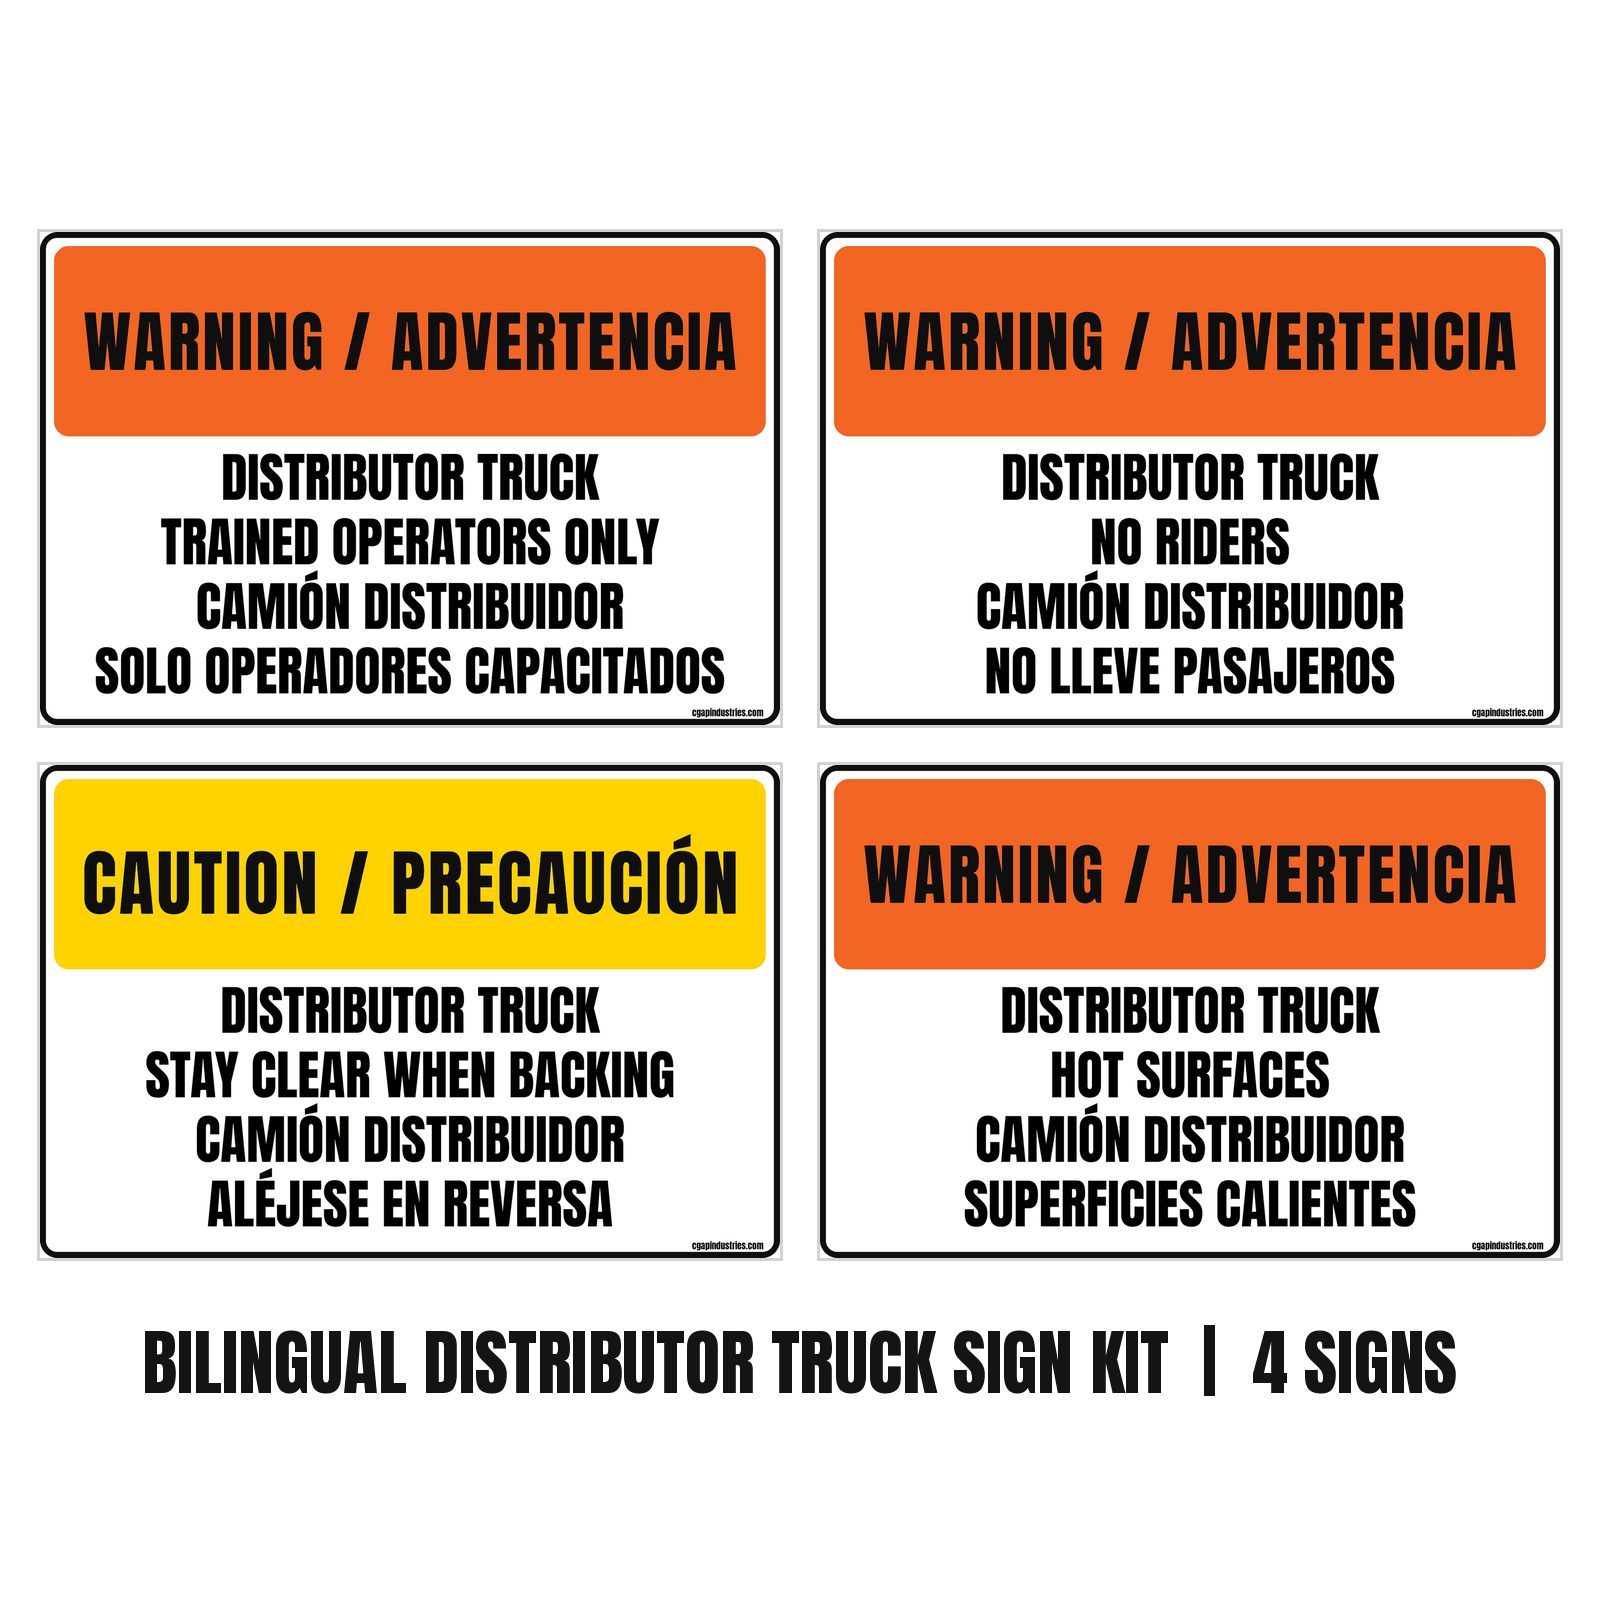 WARNING / ADVERTENCIA
DISTRIBUTOR TRUCK
TRAINED OPERATORS ONLY
CAMIÓN DISTRIBUIDOR
SOLO OPERADORES CAPACITADOS
cgapindustries.com
WARNING / ADVERTENCIA
DISTRIBUTOR TRUCK
NO RIDERS
CAMIÓN DISTRIBUIDOR
NO LLEVE PASAJEROS
cgapindustries.com
CAUTION / PRECAUCIÓN
DISTRIBUTOR TRUCK
STAY CLEAR WHEN BACKING
CAMIÓN DISTRIBUIDOR
ALÉJESE EN REVERSA
cgapindustries.com
WARNING / ADVERTENCIA
DISTRIBUTOR TRUCK
HOT SURFACES
CAMIÓN DISTRIBUIDOR
SUPERFICIES CALIENTES
cgapindustries.com
BILINGUAL DISTRIBUTOR TRUCK SIGN KIT | 4 SIGNS